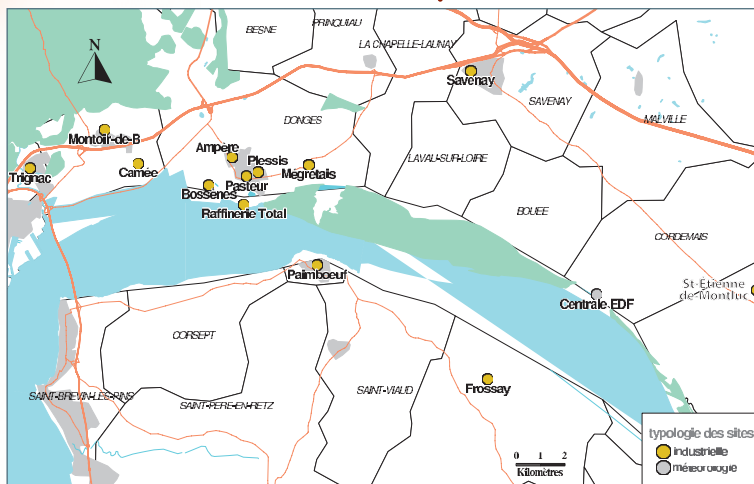 BESNE
PRINQUIAU
LA CHAPELLE-LAUNAY
N
Savenay
SAVENAY
MALVILLE
DONGES
Montoir-de-B
Ampère
LAVAL-SUR-LOIRE
Trignac
Camée
Plessis
Mégretais
Pasteur
Bossenes
Raffinerie Total
BOUEE
CORDEMAIS
Paimboeuf
St-Étienne
de-Montluc
Centrale EDF
CORSEPT
SAINT-BREVIN-LES-PINS
SAINT-PERE-EN-RETZ
SAINT-VIAUD
Frossay
typologie des sites
industrielle
météorologie
0 1 2
Kilomètres